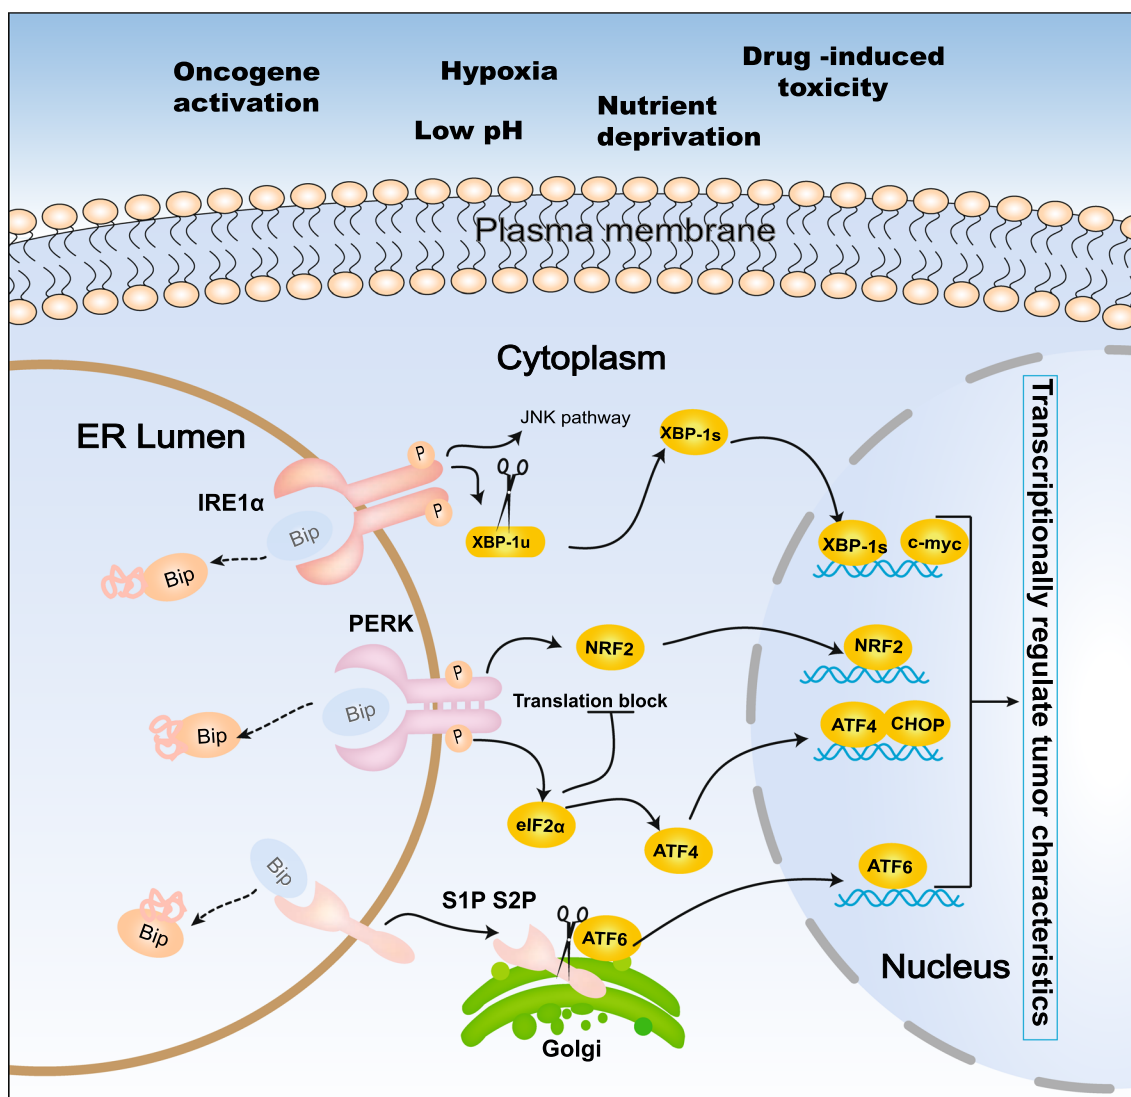 Oncogene
activation
Hypoxia
Low pH
Nutrient
deprivation
Drug -induced
toxicity
Plasma membrane
Cytoplasm
ER Lumen
IRE1α
P
P
JNK pathway
XBP-1u
XBP-1s
XBP-1s
c-myc
Bip
Bip
PERK
P
P
Bip
Bip
NRF2
NRF2
Translation block
eIF2α
ATF4
ATF4
CHOP
Bip
Bip
S1P S2P
ATF6
ATF6
Golgi
Nucleus
Transcriptionally regulate tumor characteristics